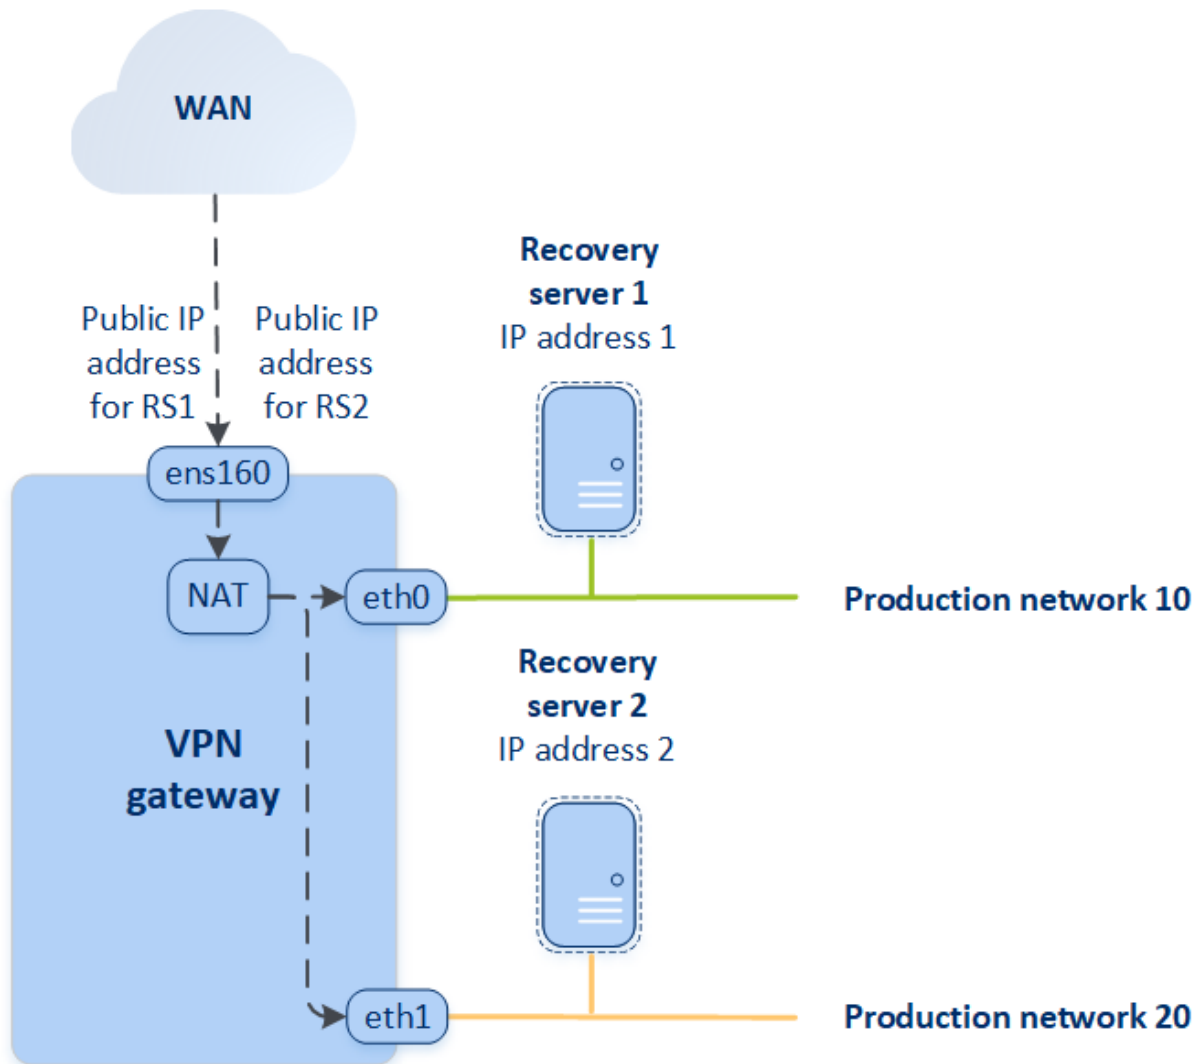 WAN
Public IP
address
for RS1
Public IP
address
for RS2
ens160
NAT
eth0
VPN
gateway
eth1
Recovery
server 1
IP address 1
Production network 10
Recovery
server 2
IP address 2
Production network 20